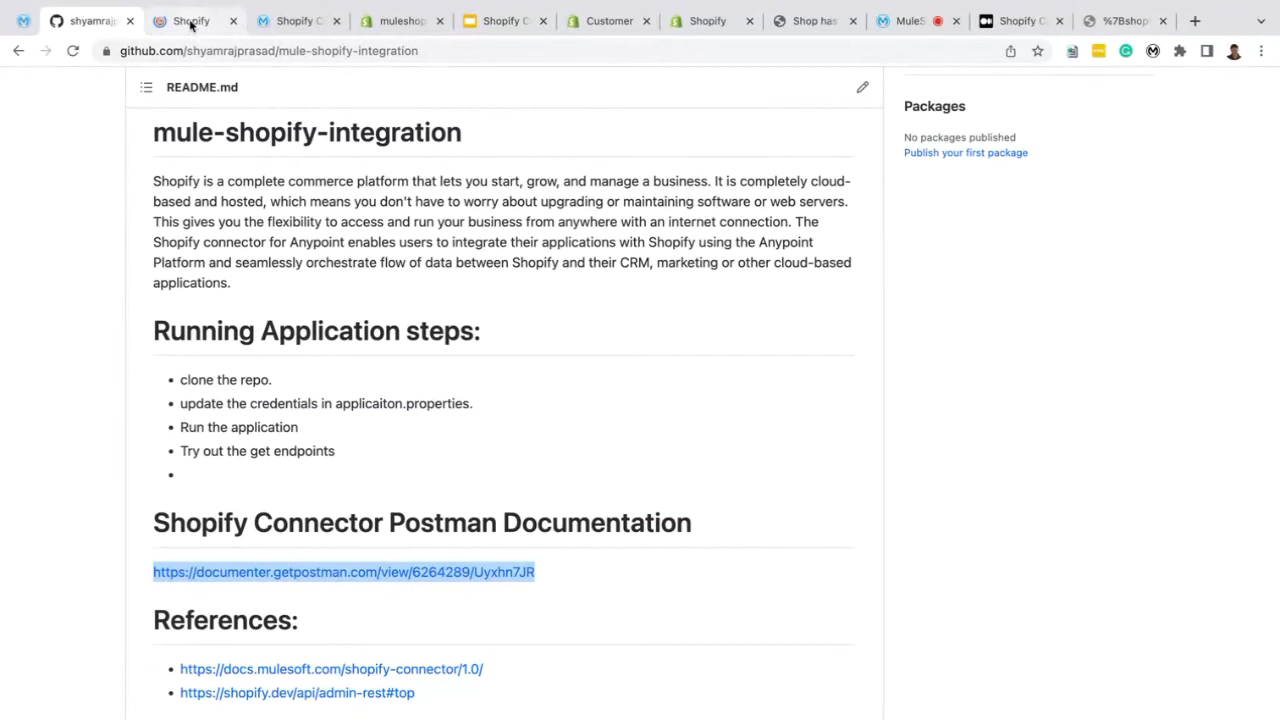 shyamraj
Shopify
Shopify C
muleshop
Shopify C
Customer
Shopify
Shop has
MuleS
Shopify C
%7Bshop
github.com/shyamrajprasad/mule-shopify-integration
README.md
mule-shopify-integration
Shopify is a complete commerce platform that lets you start, grow, and manage a business. It is completely cloud-
based and hosted, which means you don't have to worry about upgrading or maintaining software or web servers.
This gives you the flexibility to access and run your business from anywhere with an internet connection. The
Shopify connector for Anypoint enables users to integrate their applications with Shopify using the Anypoint
Platform and seamlessly orchestrate flow of data between Shopify and their CRM, marketing or other cloud-based
applications.
Running Application steps:
• clone the repo.
• update the credentials in applicaiton.properties.
• Run the application
• Try out the get endpoints
•
Shopify Connector Postman Documentation
https://documenter.getpostman.com/view/6264289/Uyxhn7JR
References:
• https://docs.mulesoft.com/shopify-connector/1.0/
• https://shopify.dev/api/admin-rest#top
Packages
No packages published
Publish your first package